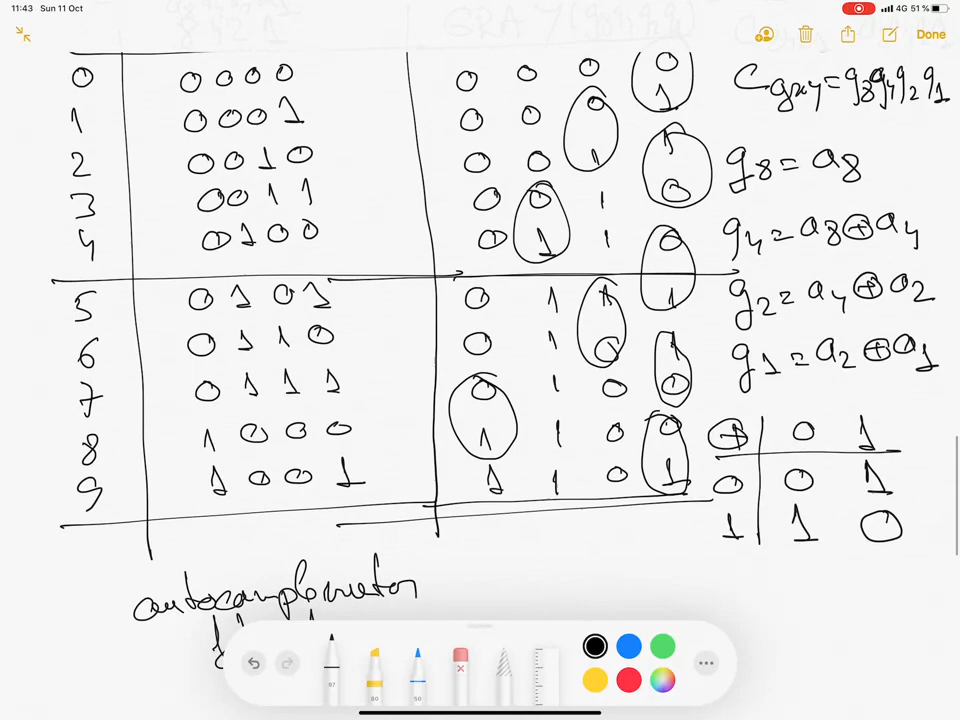 11:43 Sun 11 Oct 4G 51 %
Done
0 0000 0 0 0 0
1 0001 0 0 0 1
2 0010 0 0 1 1
3 0011 0 0 1 0
4 0100 0 1 1 0
5 0101 0 1 1 1
6 0110 0 1 0 1
7 0111 0 1 0 0
8 1000 1 1 0 0
9 1001 1 1 0 1
g8 = a8
g4 = a8 ⊕ a4
g2 = a4 ⊕ a2
g1 = a2 ⊕ a1
⊕ 0 1
0 0 1
1 1 0
97 80 50